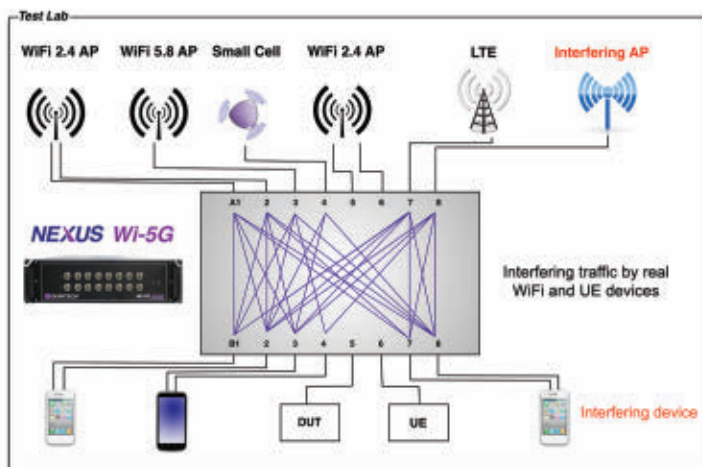 Test Lab
WiFi 2.4 AP
WiFi 5.8 AP
Small Cell
WiFi 2.4 AP
LTE
Interfering AP
A1 2 3 4 5 6 7 8
NEXUS Wi-5G
Interfering traffic by real
WiFi and UE devices
B1 2 3 4 5 6 7 8
DUT
UE
Interfering device